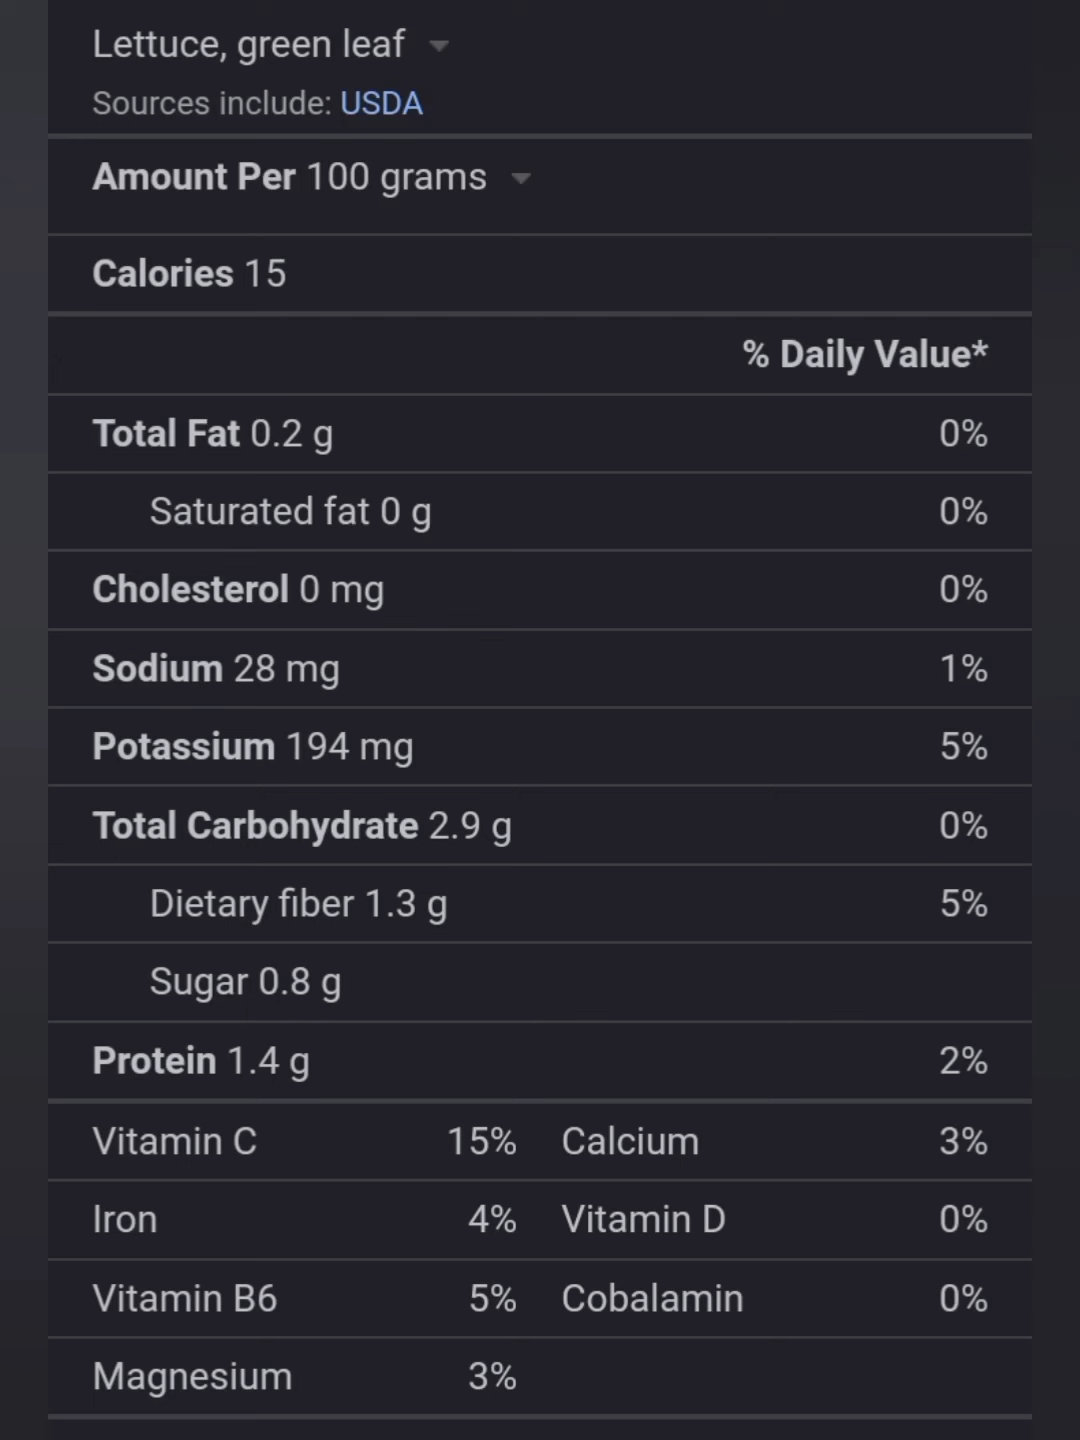 Lettuce, green leaf
Sources include: USDA
Amount Per 100 grams
Calories 15
% Daily Value*
Total Fat 0.2 g 0%
Saturated fat 0 g 0%
Cholesterol 0 mg 0%
Sodium 28 mg 1%
Potassium 194 mg 5%
Total Carbohydrate 2.9 g 0%
Dietary fiber 1.3 g 5%
Sugar 0.8 g
Protein 1.4 g 2%
Vitamin C 15% Calcium 3%
Iron 4% Vitamin D 0%
Vitamin B6 5% Cobalamin 0%
Magnesium 3%